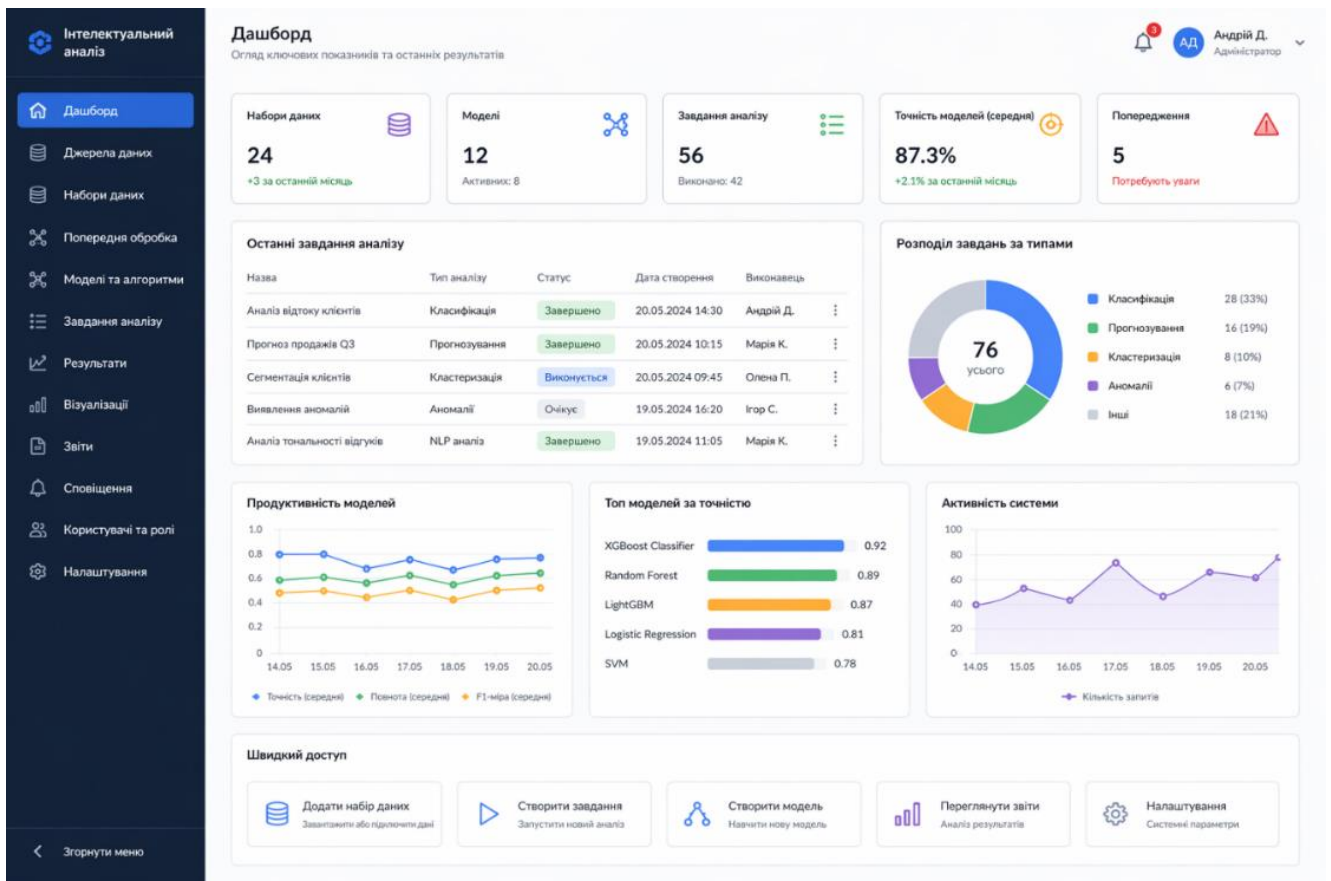 Інтелектуальний
аналіз
Дашборд
Джерела даних
Набори даних
Попередня обробка
Моделі та алгоритми
Завдання аналізу
Результати
Візуалізації
Звіти
Сповіщення
Користувачі та ролі
Налаштування
Згорнути меню
Дашборд
Огляд ключових показників та останніх результатів
3
АД
Андрій Д.
Адміністратор
Набори даних
24
+3 за останній місяць
Моделі
12
Активних: 8
Завдання аналізу
56
Виконано: 42
Точність моделей (середня)
87.3%
+2.1% за останній місяць
Попередження
5
Потребують уваги
Останні завдання аналізу
Назва Тип аналізу Статус Дата створення Виконавець
Аналіз відтоку клієнтів Класифікація Завершено 20.05.2024 14:30 Андрій Д.
Прогноз продажів Q3 Прогнозування Завершено 20.05.2024 10:15 Марія К.
Сегментація клієнтів Кластеризація Виконується 20.05.2024 09:45 Олена П.
Виявлення аномалій Аномалії Очікує 19.05.2024 16:20 Ігор С.
Аналіз тональності відгуків NLP аналіз Завершено 19.05.2024 11:05 Марія К.
Розподіл завдань за типами
76
усього
Класифікація 28 (33%)
Прогнозування 16 (19%)
Кластеризація 8 (10%)
Аномалії 6 (7%)
Інші 18 (21%)
Продуктивність моделей
1.0
0.8
0.6
0.4
0.2
0
14.05 15.05 16.05 17.05 18.05 19.05 20.05
Точність (середня) Повнота (середня) F1-міра (середня)
Топ моделей за точністю
XGBoost Classifier 0.92
Random Forest 0.89
LightGBM 0.87
Logistic Regression 0.81
SVM 0.78
Активність системи
100
80
60
40
20
0
14.05 15.05 16.05 17.05 18.05 19.05 20.05
Кількість запитів
Швидкий доступ
Додати набір даних
Завантажити або підключити дані
Створити завдання
Запустити новий аналіз
Створити модель
Навчити нову модель
Переглянути звіти
Аналіз результатів
Налаштування
Системні параметри